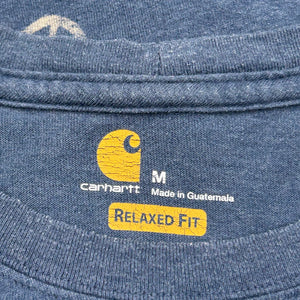 M
carhartt
Made in Guatemala
RELAXED FIT